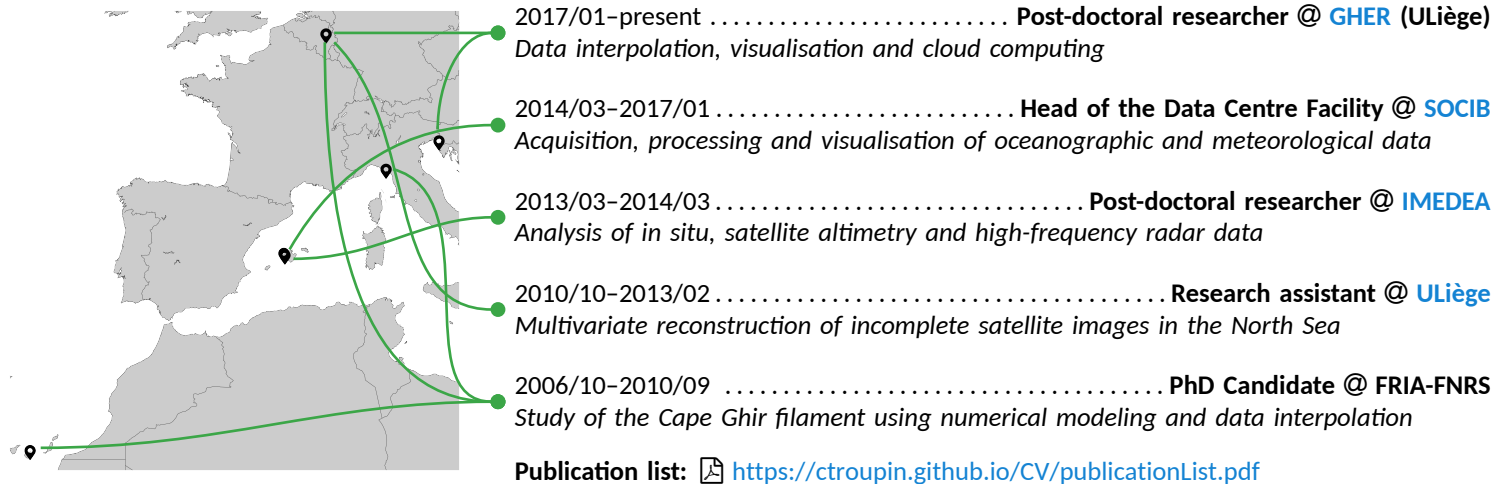 2017/01–present ............................ Post-doctoral researcher @ GHER (ULiège)
Data interpolation, visualisation and cloud computing
2014/03–2017/01 ............................ Head of the Data Centre Facility @ SOCIB
Acquisition, processing and visualisation of oceanographic and meteorological data
2013/03–2014/03 ................................... Post-doctoral researcher @ IMEDEA
Analysis of in situ, satellite altimetry and high-frequency radar data
2010/10–2013/02 .......................................... Research assistant @ ULiège
Multivariate reconstruction of incomplete satellite images in the North Sea
2006/10–2010/09 ......................................... PhD Candidate @ FRIA-FNRS
Study of the Cape Ghir filament using numerical modeling and data interpolation
Publication list: https://ctroupin.github.io/CV/publicationList.pdf